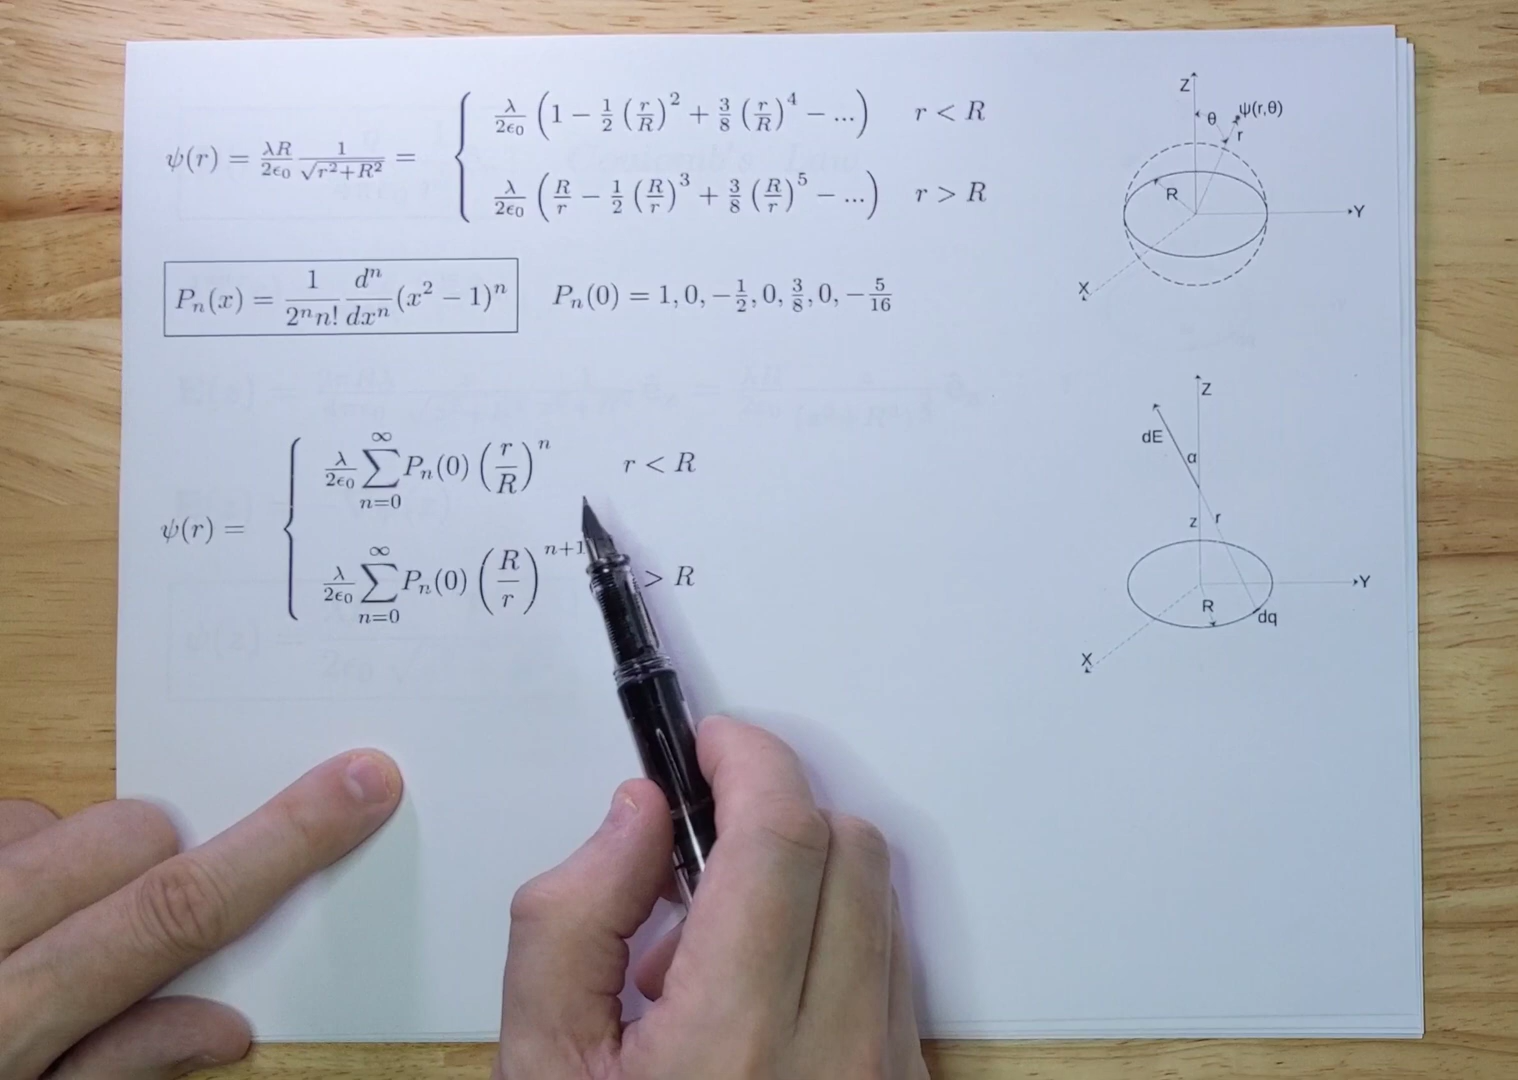 ψ(r) = λR/2ϵ₀ 1/√(r²+R²) = { λ/2ϵ₀ (1 − 1/2 (r/R)² + 3/8 (r/R)⁴ − ...) r < R
λ/2ϵ₀ (R/r − 1/2 (R/r)³ + 3/8 (R/r)⁵ − ...) r > R
Pₙ(x) = 1/(2ⁿn!) dⁿ/dxⁿ (x² − 1)ⁿ Pₙ(0) = 1, 0, −1/2, 0, 3/8, 0, −5/16
ψ(r) = { λ/2ϵ₀ ∞∑n=0 Pₙ(0) (r/R)ⁿ r < R
λ/2ϵ₀ ∞∑n=0 Pₙ(0) (R/r)ⁿ⁺¹ > R
Z
θ
ψ(r,θ)
r
R
Y
X
Z
dE
α
z
r
Y
R
dq
X